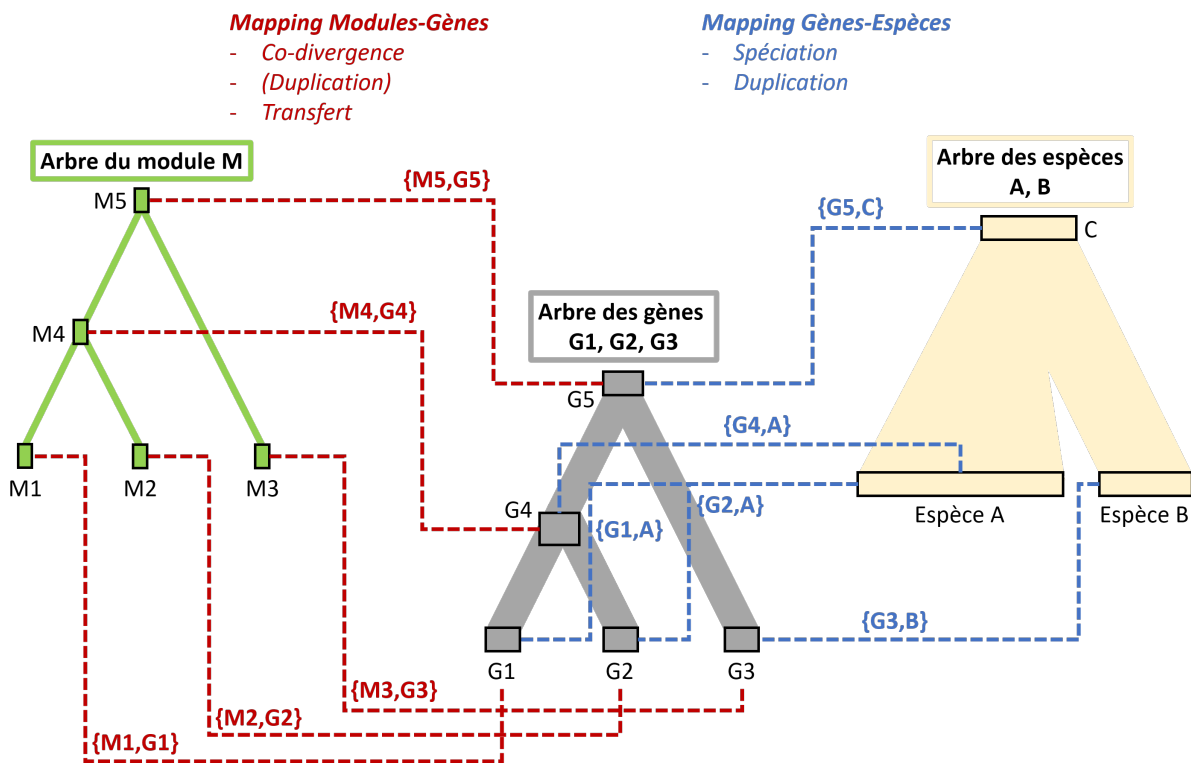 Mapping Modules-Gènes
- Co-divergence
- (Duplication)
- Transfert
Mapping Gènes-Espèces
- Spéciation
- Duplication
Arbre du module M
M5
{M5,G5}
M4
{M4,G4}
M1
M2
M3
Arbre des gènes
G1, G2, G3
G5
G4
G1
G2
G3
{M3,G3}
{M2,G2}
{M1,G1}
Arbre des espèces
A, B
C
{G5,C}
{G4,A}
{G2,A}
{G1,A}
Espèce A
Espèce B
{G3,B}